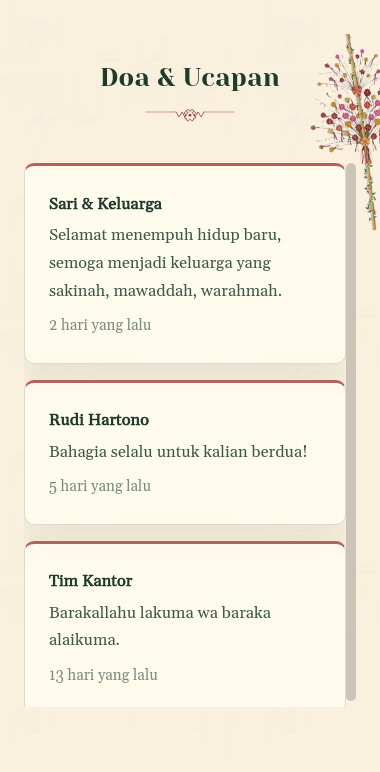 Doa & Ucapan
Sari & Keluarga
Selamat menempuh hidup baru,
semoga menjadi keluarga yang
sakinah, mawaddah, warahmah.
2 hari yang lalu
Rudi Hartono
Bahagia selalu untuk kalian berdua!
5 hari yang lalu
Tim Kantor
Barakallahu lakuma wa baraka
alaikuma.
13 hari yang lalu